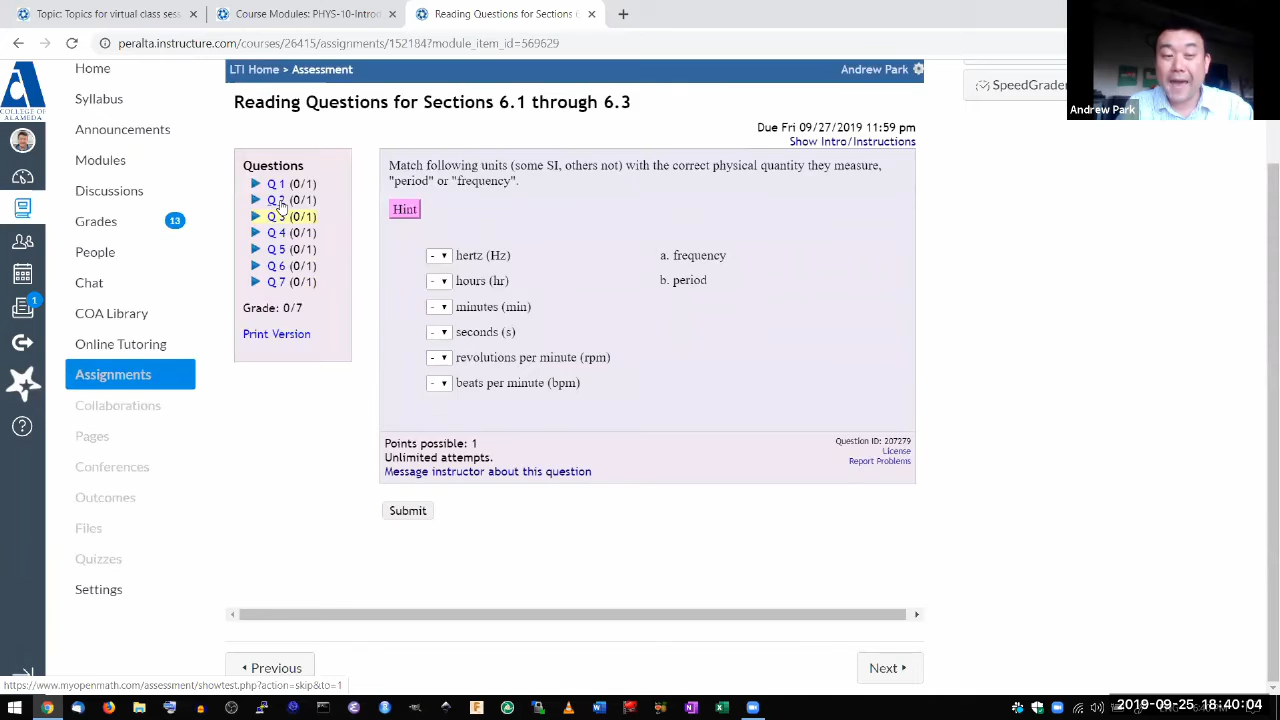 Topic: Topics for virtual class sess
Course Modules: PHYS-10-Introd
Reading Questions for Sections 6
peralta.instructure.com/courses/26415/assignments/152184?module_item_id=569629
COLLEGE OF
ALAMEDA
Home
Syllabus
Announcements
Modules
Discussions
Grades
13
People
Chat
COA Library
1
Online Tutoring
Assignments
Collaborations
Pages
Conferences
Outcomes
Files
Quizzes
Settings
LTI Home > Assessment
Andrew Park
Reading Questions for Sections 6.1 through 6.3
Due Fri 09/27/2019 11:59 pm
Show Intro/Instructions
Questions
Q 1 (0/1)
Q 2 (0/1)
Q 3 (0/1)
Q 4 (0/1)
Q 5 (0/1)
Q 6 (0/1)
Q 7 (0/1)
Grade: 0/7
Print Version
Match following units (some SI, others not) with the correct physical quantity they measure,
"period" or "frequency".
Hint
- hertz (Hz)
- hours (hr)
- minutes (min)
- seconds (s)
- revolutions per minute (rpm)
- beats per minute (bpm)
a. frequency
b. period
Points possible: 1
Unlimited attempts.
Message instructor about this question
Question ID: 207279
License
Report Problems
Submit
Previous
Next
SpeedGrader
Andrew Park
https://www.myopenmath.com/assessment/showtest.php?action=skip&to=1
2019-09-25 18:40:04